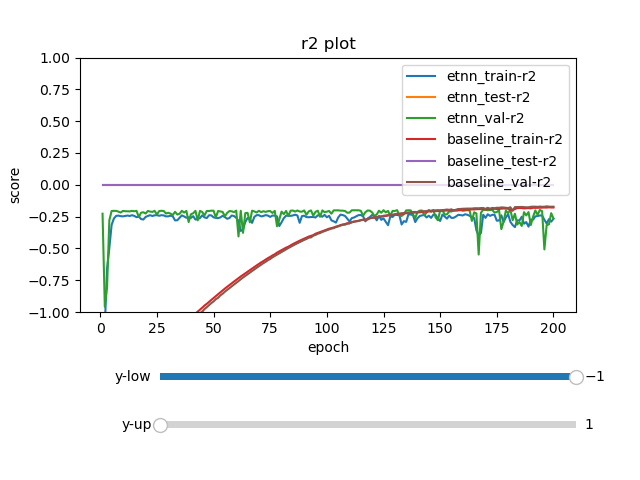 r2 plot
1.00
0.75
0.50
0.25
0.00
−0.25
−0.50
−0.75
−1.00
score
etnn_train-r2
etnn_test-r2
etnn_val-r2
baseline_train-r2
baseline_test-r2
baseline_val-r2
0 25 50 75 100 125 150 175 200
epoch
y-low −1
y-up 1